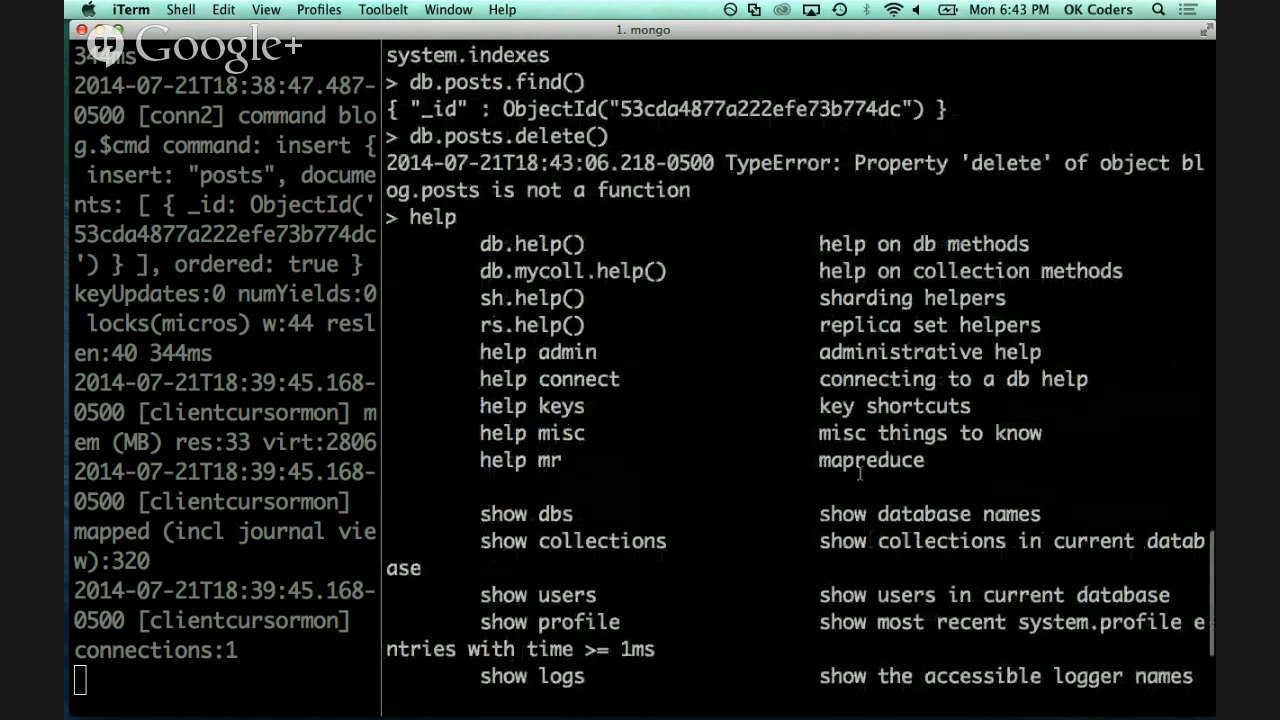 iTerm Shell Edit View Profiles Toolbelt Window Help Mon 6:43 PM OK Coders
1. mongo
Google+
344ms
2014-07-21T18:38:47.487-
0500 [conn2] command blo
g.$cmd command: insert {
insert: "posts", docume
nts: [ { _id: ObjectId('
53cda4877a222efe73b774dc
') } ], ordered: true }
keyUpdates:0 numYields:0
locks(micros) w:44 resl
en:40 344ms
2014-07-21T18:39:45.168-
0500 [clientcursormon] m
em (MB) res:33 virt:2806
2014-07-21T18:39:45.168-
0500 [clientcursormon]
mapped (incl journal vie
w):320
2014-07-21T18:39:45.168-
0500 [clientcursormon]
connections:1
system.indexes
> db.posts.find()
{ "_id" : ObjectId("53cda4877a222efe73b774dc") }
> db.posts.delete()
2014-07-21T18:43:06.218-0500 TypeError: Property 'delete' of object bl
og.posts is not a function
> help
db.help() help on db methods
db.mycoll.help() help on collection methods
sh.help() sharding helpers
rs.help() replica set helpers
help admin administrative help
help connect connecting to a db help
help keys key shortcuts
help misc misc things to know
help mr mapreduce
show dbs show database names
show collections show collections in current datab
ase
show users show users in current database
show profile show most recent system.profile e
ntries with time >= 1ms
show logs show the accessible logger names